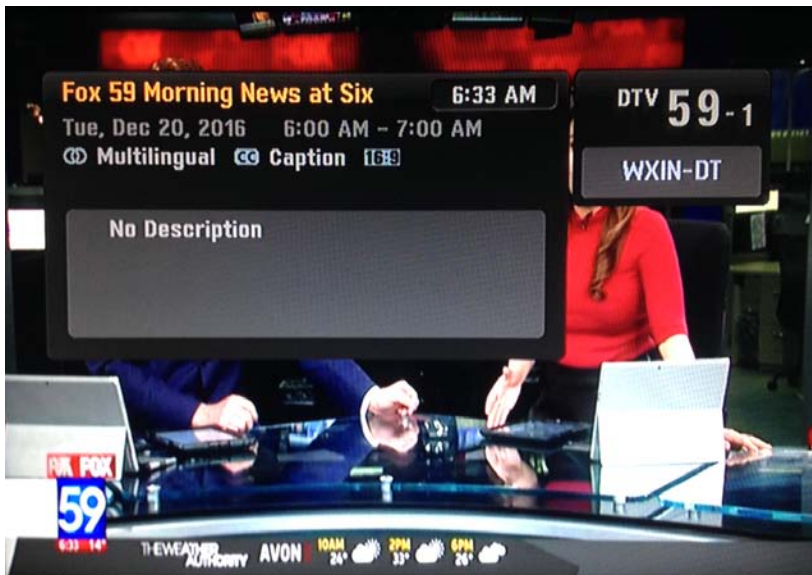 Fox 59 Morning News at Six
6:33 AM
Tue, Dec 20, 2016 6:00 AM - 7:00 AM
Multilingual CC Caption 16:9
No Description
DTV 59-1
WXIN-DT
FOX
59
6:33 14°
THE WEATHER AUTHORITY
AVON
10AM 24°
2PM 33°
6PM 26°